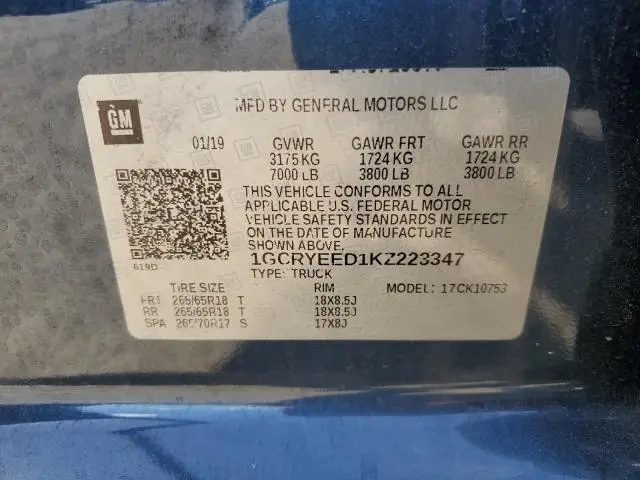 GM
MFD BY GENERAL MOTORS LLC
01/19 GVWR GAWR FRT GAWR RR
3175 KG 1724 KG 1724 KG
7000 LB 3800 LB 3800 LB
THIS VEHICLE CONFORMS TO ALL
APPLICABLE U.S. FEDERAL MOTOR
VEHICLE SAFETY STANDARDS IN EFFECT
ON THE DATE OF MANUFACTURE
SHOWN ABOVE.
619D
1GCRYEED1KZ223347
TYPE: TRUCK
TIRE SIZE RIM MODEL: 17CK10753
FRT 265/65R18 T 18X8.5J
RR 265/65R18 T 18X8.5J
SPA 265/70R17 S 17X8J